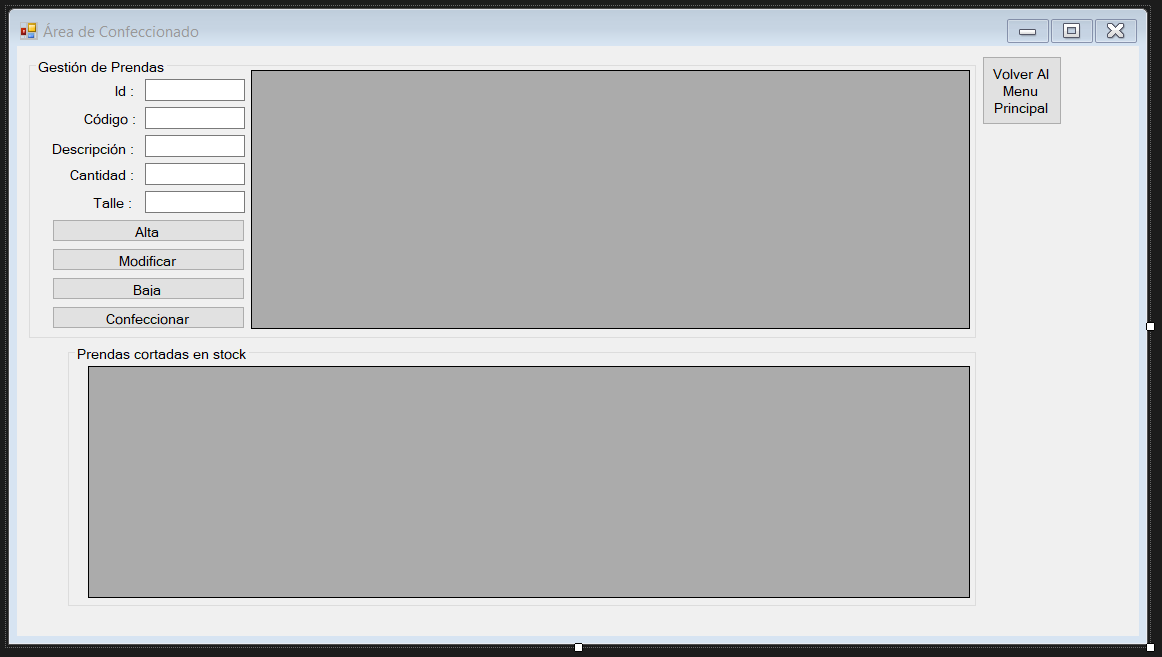 Área de Confeccionado
Gestión de Prendas
Id :
Código :
Descripción :
Cantidad :
Talle :
Alta
Modificar
Baja
Confeccionar
Volver Al
Menu
Principal
Prendas cortadas en stock